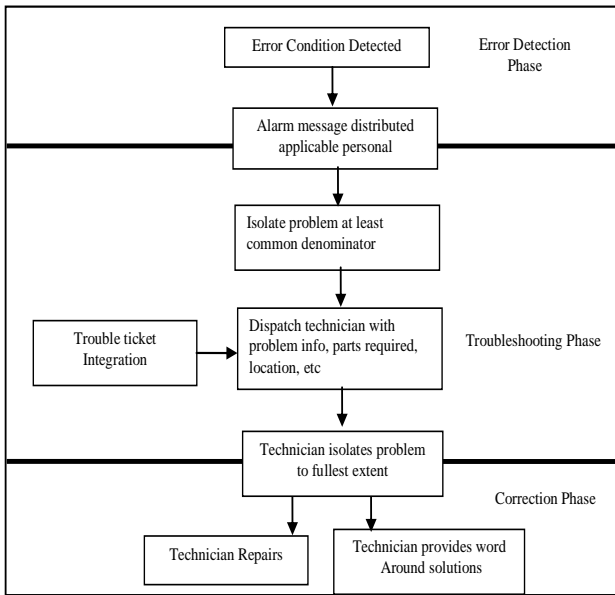 Error Condition Detected
Error Detection
Phase
Alarm message distributed
applicable personal
Isolate problem at least
common denominator
Trouble ticket
Integration
Dispatch technician with
problem info, parts required,
location, etc
Troubleshooting Phase
Technician isolates problem
to fullest extent
Correction Phase
Technician Repairs
Technician provides word
Around solutions